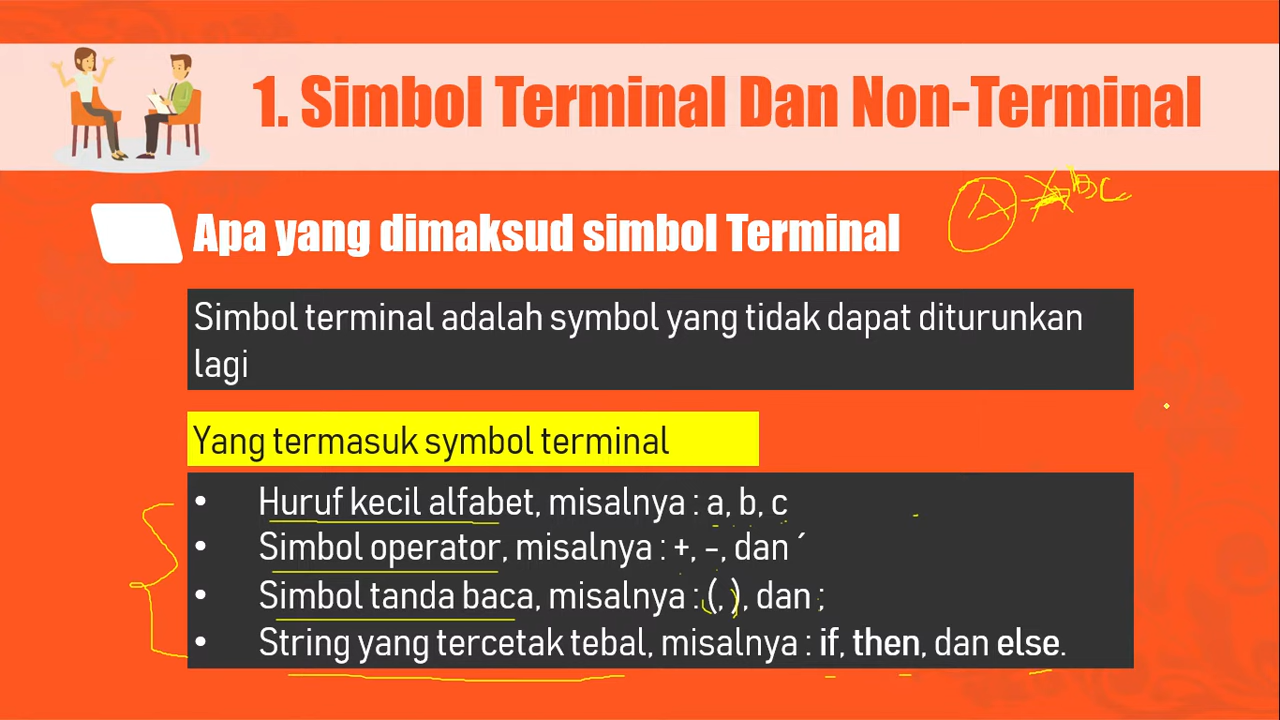 1. Simbol Terminal Dan Non-Terminal
Apa yang dimaksud simbol Terminal
Simbol terminal adalah symbol yang tidak dapat diturunkan
lagi
Yang termasuk symbol terminal
• Huruf kecil alfabet, misalnya : a, b, c
• Simbol operator, misalnya : +, -, dan ´
• Simbol tanda baca, misalnya : (, ), dan ;
• String yang tercetak tebal, misalnya : if, then, dan else.